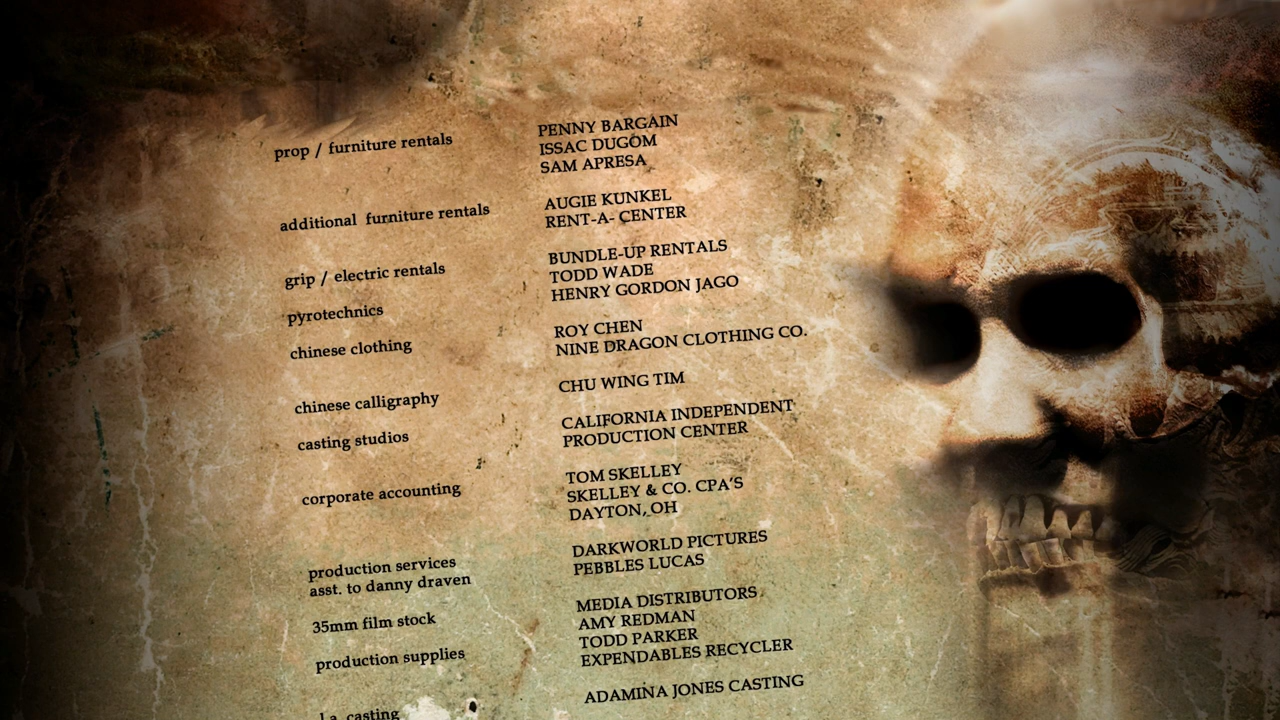 prop / furniture rentals PENNY BARGAIN
ISSAC DUGOM
SAM APRESA
additional furniture rentals AUGIE KUNKEL
RENT-A- CENTER
grip / electric rentals BUNDLE-UP RENTALS
TODD WADE
pyrotechnics HENRY GORDON JAGO
chinese clothing ROY CHEN
NINE DRAGON CLOTHING CO.
chinese calligraphy CHU WING TIM
casting studios CALIFORNIA INDEPENDENT
PRODUCTION CENTER
corporate accounting TOM SKELLEY
SKELLEY & CO. CPA'S
DAYTON, OH
production services DARKWORLD PICTURES
asst. to danny draven PEBBLES LUCAS
35mm film stock MEDIA DISTRIBUTORS
AMY REDMAN
production supplies TODD PARKER
EXPENDABLES RECYCLER
l.a. casting ADAMINA JONES CASTING